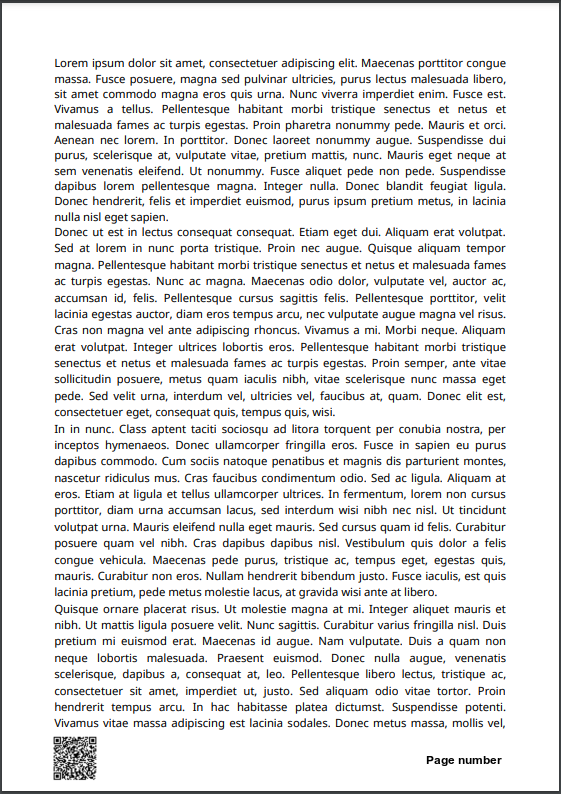 Lorem ipsum dolor sit amet, consectetuer adipiscing elit. Maecenas porttitor congue
massa. Fusce posuere, magna sed pulvinar ultricies, purus lectus malesuada libero,
sit amet commodo magna eros quis urna. Nunc viverra imperdiet enim. Fusce est.
Vivamus a tellus. Pellentesque habitant morbi tristique senectus et netus et
malesuada fames ac turpis egestas. Proin pharetra nonummy pede. Mauris et orci.
Aenean nec lorem. In porttitor. Donec laoreet nonummy augue. Suspendisse dui
purus, scelerisque at, vulputate vitae, pretium mattis, nunc. Mauris eget neque at
sem venenatis eleifend. Ut nonummy. Fusce aliquet pede non pede. Suspendisse
dapibus lorem pellentesque magna. Integer nulla. Donec blandit feugiat ligula.
Donec hendrerit, felis et imperdiet euismod, purus ipsum pretium metus, in lacinia
nulla nisl eget sapien.
Donec ut est in lectus consequat consequat. Etiam eget dui. Aliquam erat volutpat.
Sed at lorem in nunc porta tristique. Proin nec augue. Quisque aliquam tempor
magna. Pellentesque habitant morbi tristique senectus et netus et malesuada fames
ac turpis egestas. Nunc ac magna. Maecenas odio dolor, vulputate vel, auctor ac,
accumsan id, felis. Pellentesque cursus sagittis felis. Pellentesque porttitor, velit
lacinia egestas auctor, diam eros tempus arcu, nec vulputate augue magna vel risus.
Cras non magna vel ante adipiscing rhoncus. Vivamus a mi. Morbi neque. Aliquam
erat volutpat. Integer ultrices lobortis eros. Pellentesque habitant morbi tristique
senectus et netus et malesuada fames ac turpis egestas. Proin semper, ante vitae
sollicitudin posuere, metus quam iaculis nibh, vitae scelerisque nunc massa eget
pede. Sed velit urna, interdum vel, ultricies vel, faucibus at, quam. Donec elit est,
consectetuer eget, consequat quis, tempus quis, wisi.
In in nunc. Class aptent taciti sociosqu ad litora torquent per conubia nostra, per
inceptos hymenaeos. Donec ullamcorper fringilla eros. Fusce in sapien eu purus
dapibus commodo. Cum sociis natoque penatibus et magnis dis parturient montes,
nascetur ridiculus mus. Cras faucibus condimentum odio. Sed ac ligula. Aliquam at
eros. Etiam at ligula et tellus ullamcorper ultrices. In fermentum, lorem non cursus
porttitor, diam urna accumsan lacus, sed interdum wisi nibh nec nisl. Ut tincidunt
volutpat urna. Mauris eleifend nulla eget mauris. Sed cursus quam id felis. Curabitur
posuere quam vel nibh. Cras dapibus dapibus nisl. Vestibulum quis dolor a felis
congue vehicula. Maecenas pede purus, tristique ac, tempus eget, egestas quis,
mauris. Curabitur non eros. Nullam hendrerit bibendum justo. Fusce iaculis, est quis
lacinia pretium, pede metus molestie lacus, at gravida wisi ante at libero.
Quisque ornare placerat risus. Ut molestie magna at mi. Integer aliquet mauris et
nibh. Ut mattis ligula posuere velit. Nunc sagittis. Curabitur varius fringilla nisl. Duis
pretium mi euismod erat. Maecenas id augue. Nam vulputate. Duis a quam non
neque lobortis malesuada. Praesent euismod. Donec nulla augue, venenatis
scelerisque, dapibus a, consequat at, leo. Pellentesque libero lectus, tristique ac,
consectetuer sit amet, imperdiet ut, justo. Sed aliquam odio vitae tortor. Proin
hendrerit tempus arcu. In hac habitasse platea dictumst. Suspendisse potenti.
Vivamus vitae massa adipiscing est lacinia sodales. Donec metus massa, mollis vel,
Page number